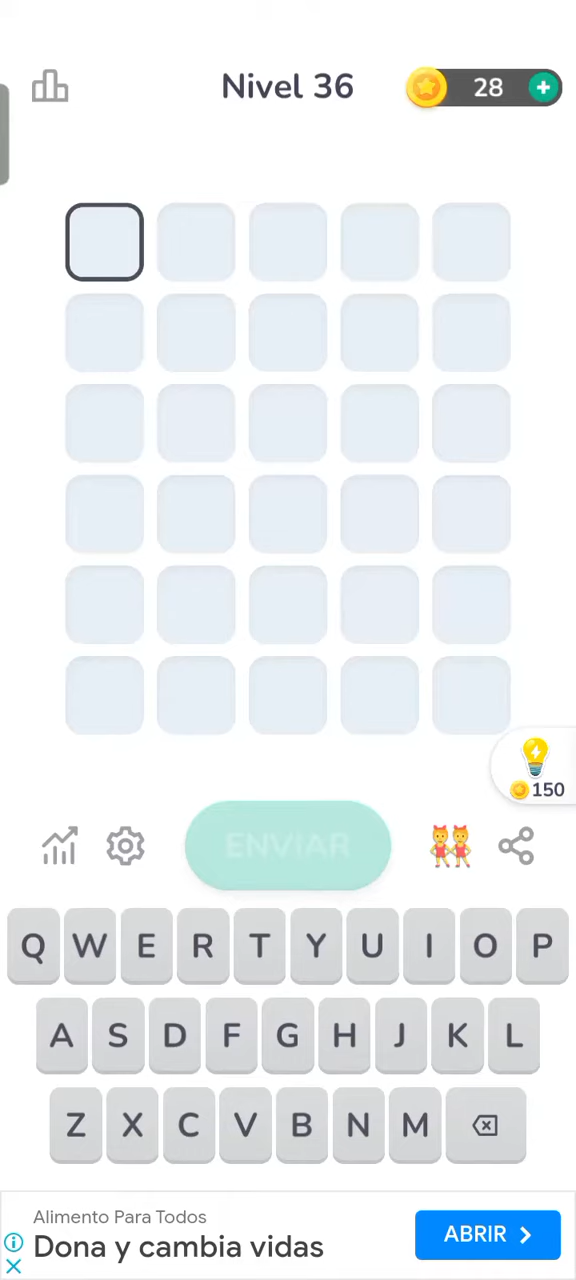 Nivel 36
28
150
ENVIAR
Q W E R T Y U I O P
A S D F G H J K L
Z X C V B N M
Alimento Para Todos
Dona y cambia vidas
ABRIR